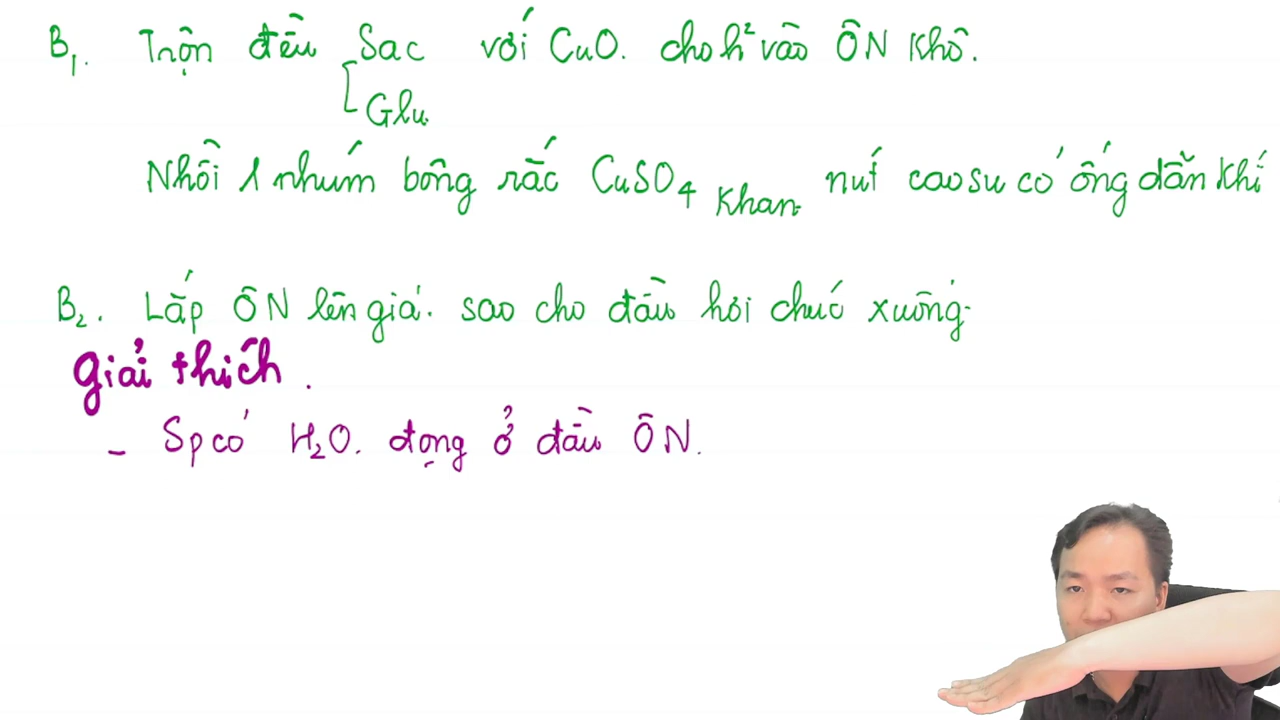 B1. Trộn đều Sac với CuO. cho h² vào ÔN khô.
Glu.
Nhồi 1 nhúm bông rắc CuSO4 khan. nút cao su có ống dẫn khí
B2. Lắp ÔN lên giá. sao cho đầu hơi chúc xuống.
giải thích.
- Sp có H2O. đọng ở đầu ÔN.